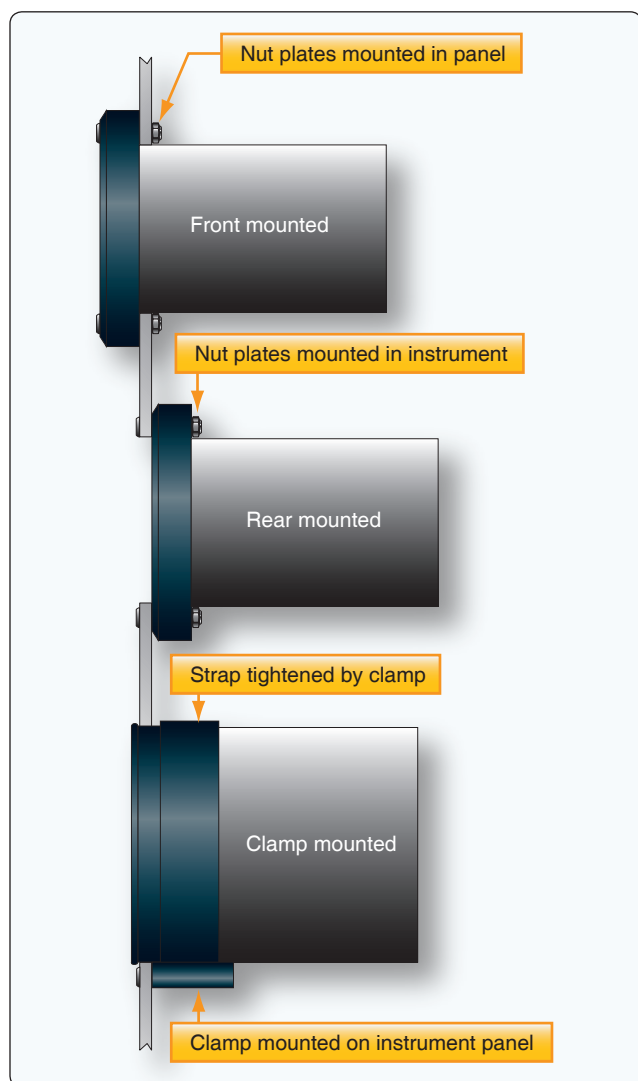 Nut plates mounted in panel
Front mounted
Nut plates mounted in instrument
Rear mounted
Strap tightened by clamp
Clamp mounted
Clamp mounted on instrument panel